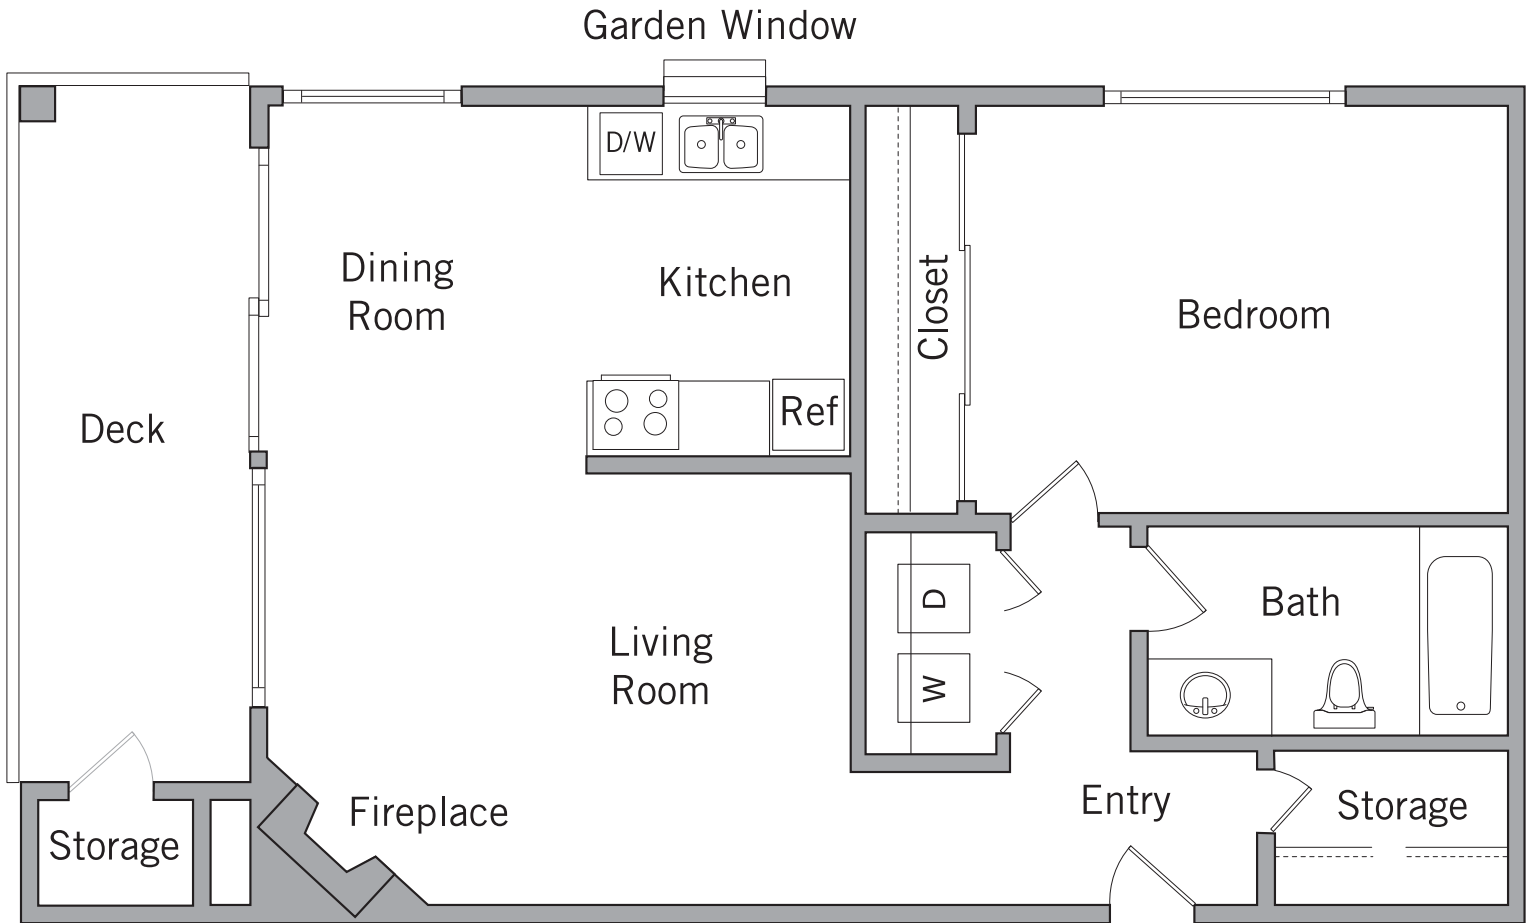 Garden Window
D/W
Dining
Room
Kitchen
Closet
Bedroom
Deck
Ref
D
Bath
Living
Room
W
Fireplace
Entry
Storage
Storage